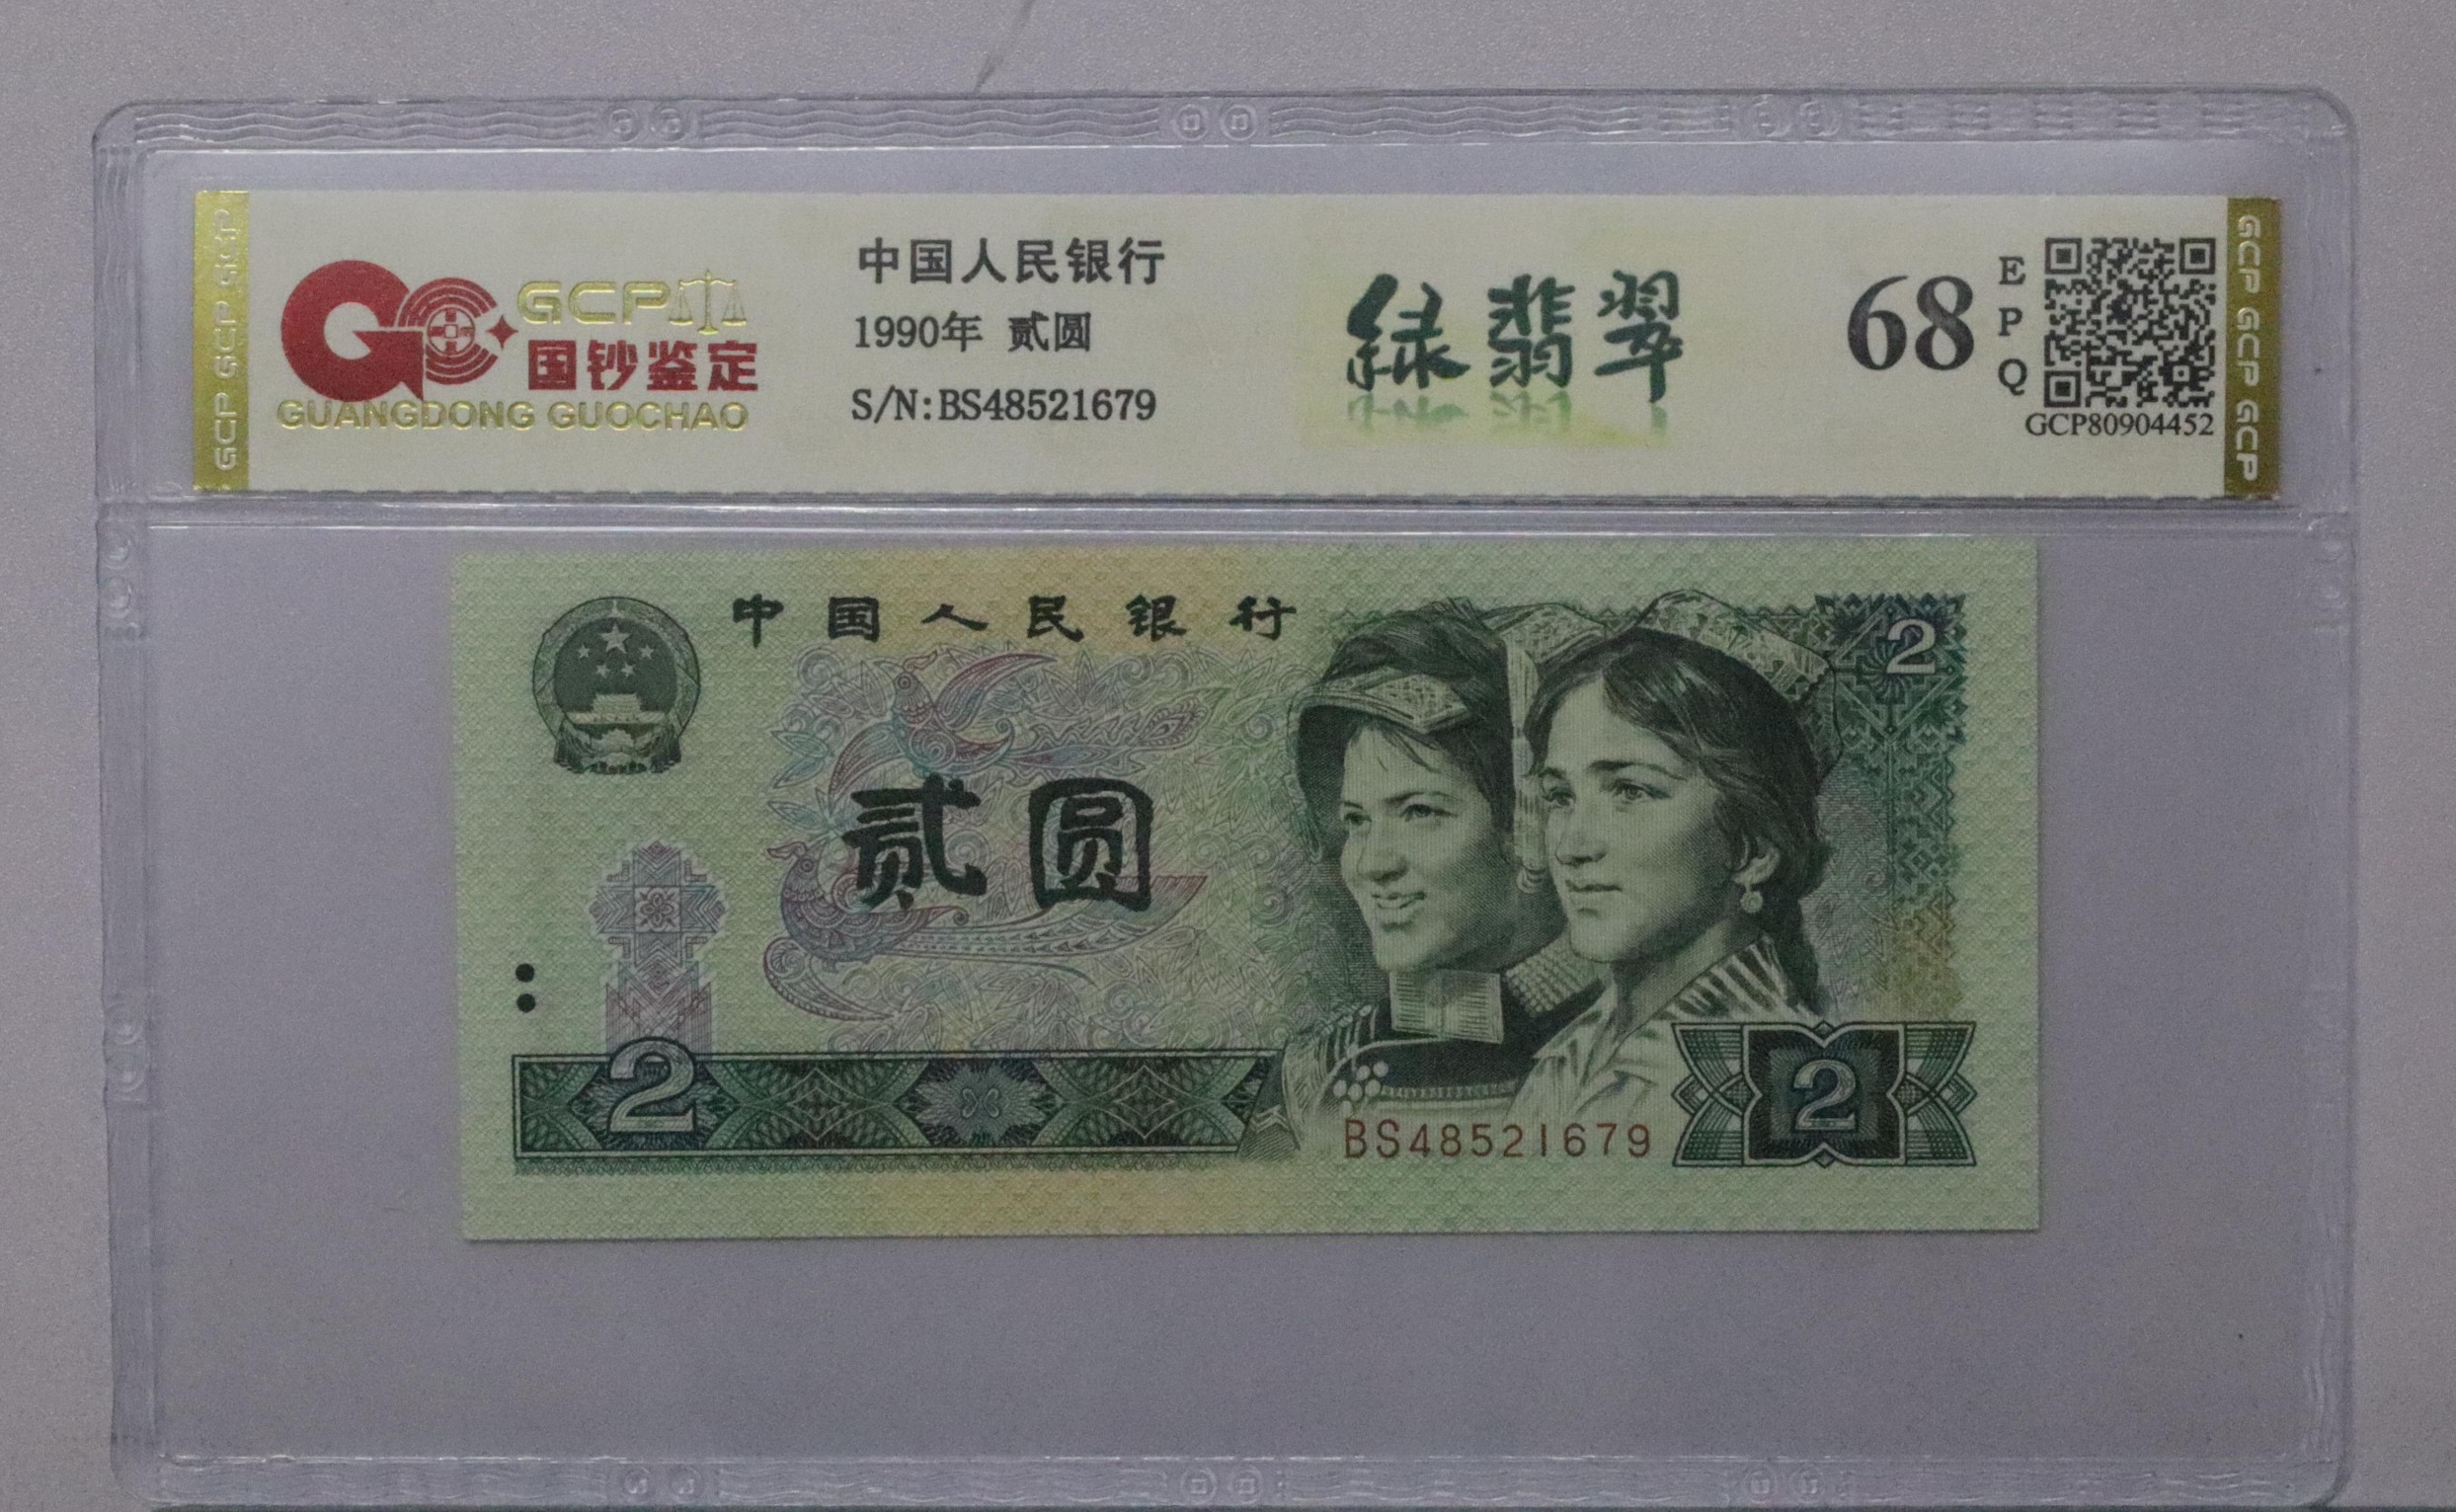 GCP
国钞鉴定
GUANGDONG GUOCHAO
中国人民银行
1990年 贰圆
S/N:BS48521679
绿翡翠
68
EPQ
GCP80904452
GCP GCP GCP
GCP GCP GCP
中国人民银行
2
贰圆
2
BS48521679
2